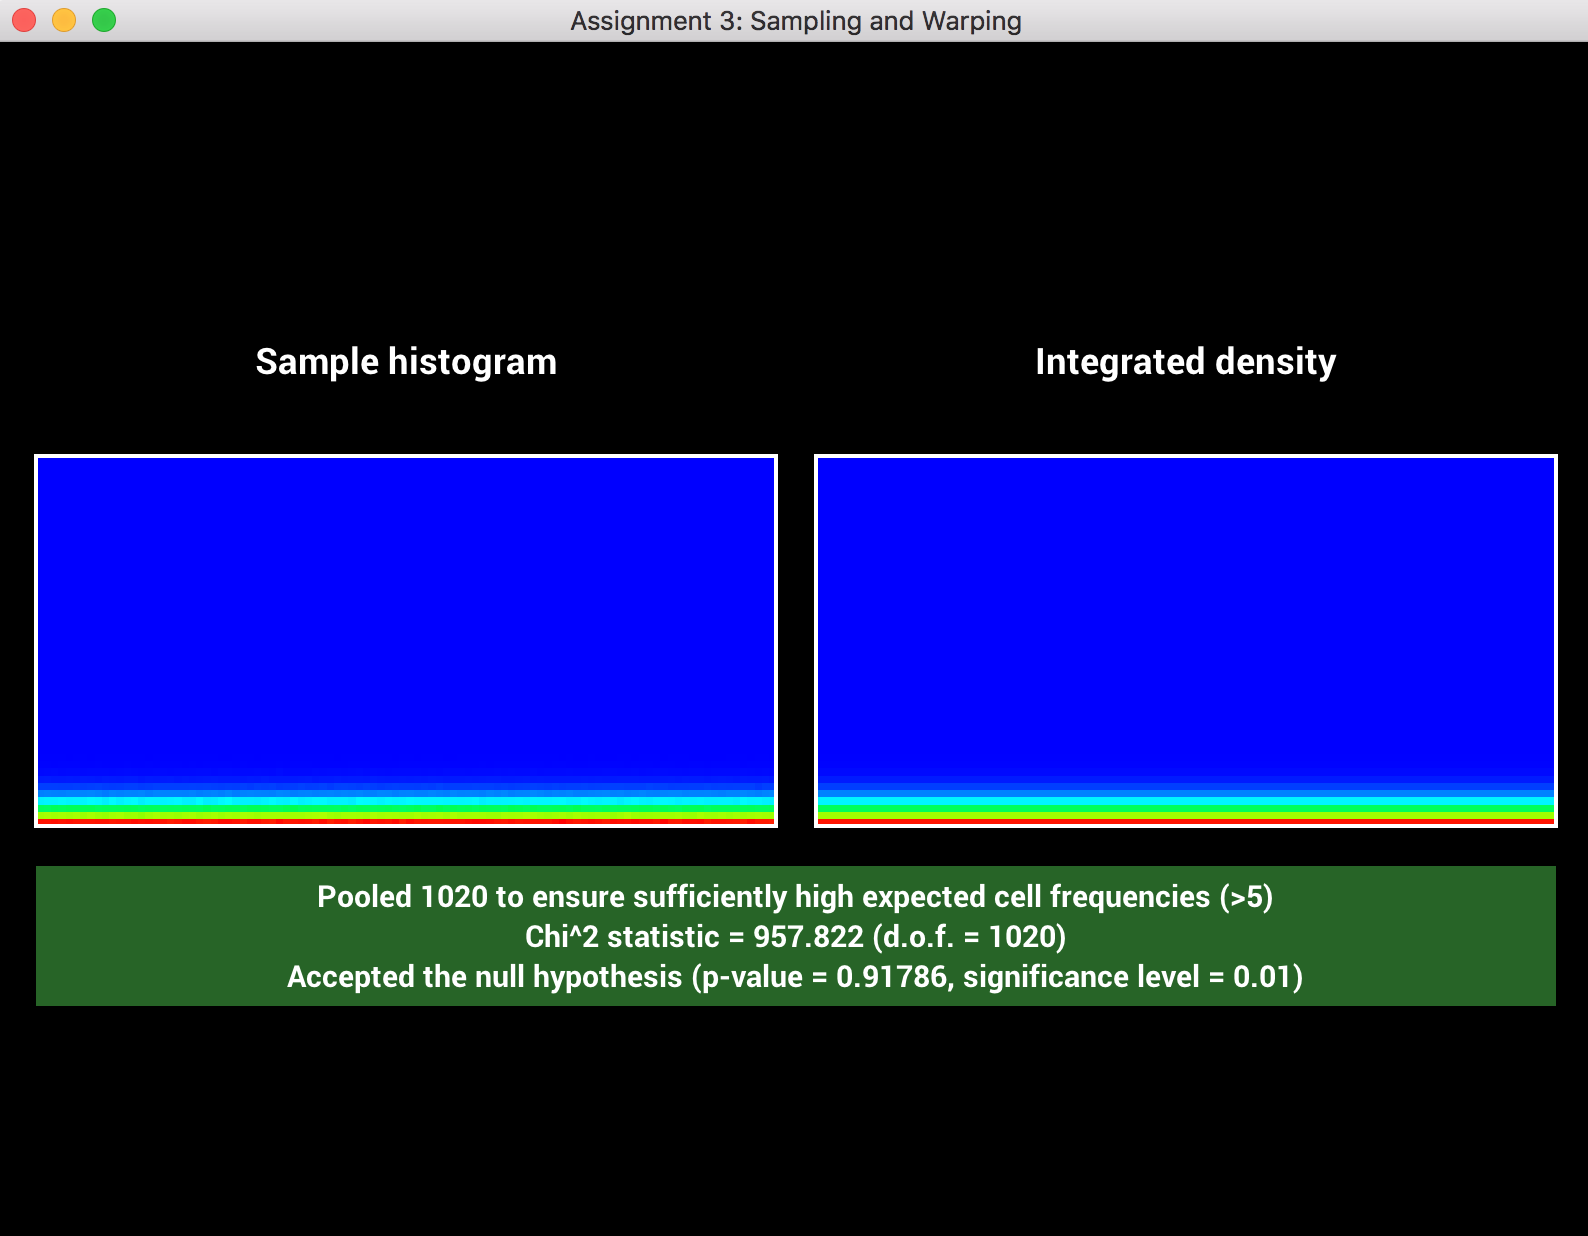 Assignment 3: Sampling and Warping
Sample histogram
Integrated density
Pooled 1020 to ensure sufficiently high expected cell frequencies (>5)
Chi^2 statistic = 957.822 (d.o.f. = 1020)
Accepted the null hypothesis (p-value = 0.91786, significance level = 0.01)